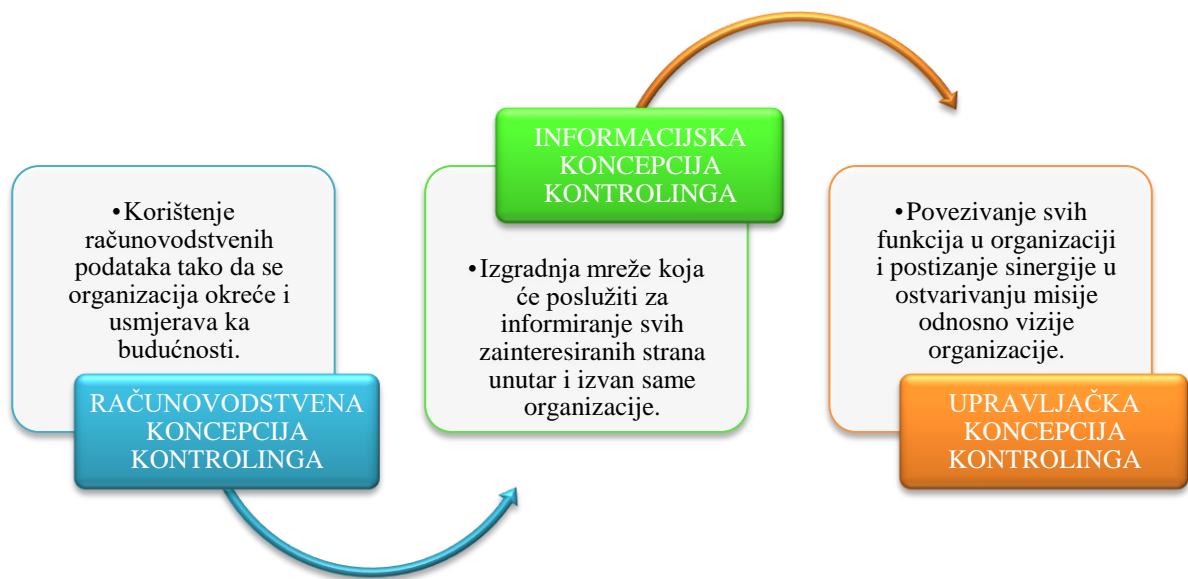 •Korištenje
računovodstvenih
podataka tako da se
organizacija okreće i
usmjerava ka
budućnosti.
RAČUNOVODSTVENA
KONCEPCIJA
KONTROLINGA
INFORMACIJSKA
KONCEPCIJA
KONTROLINGA
•Izgradnja mreže koja
će poslužiti za
informiranje svih
zainteresiranih strana
unutar i izvan same
organizacije.
•Povezivanje svih
funkcija u organizaciji
i postizanje sinergije u
ostvarivanju misije
odnosno vizije
organizacije.
UPRAVLJAČKA
KONCEPCIJA
KONTROLINGA